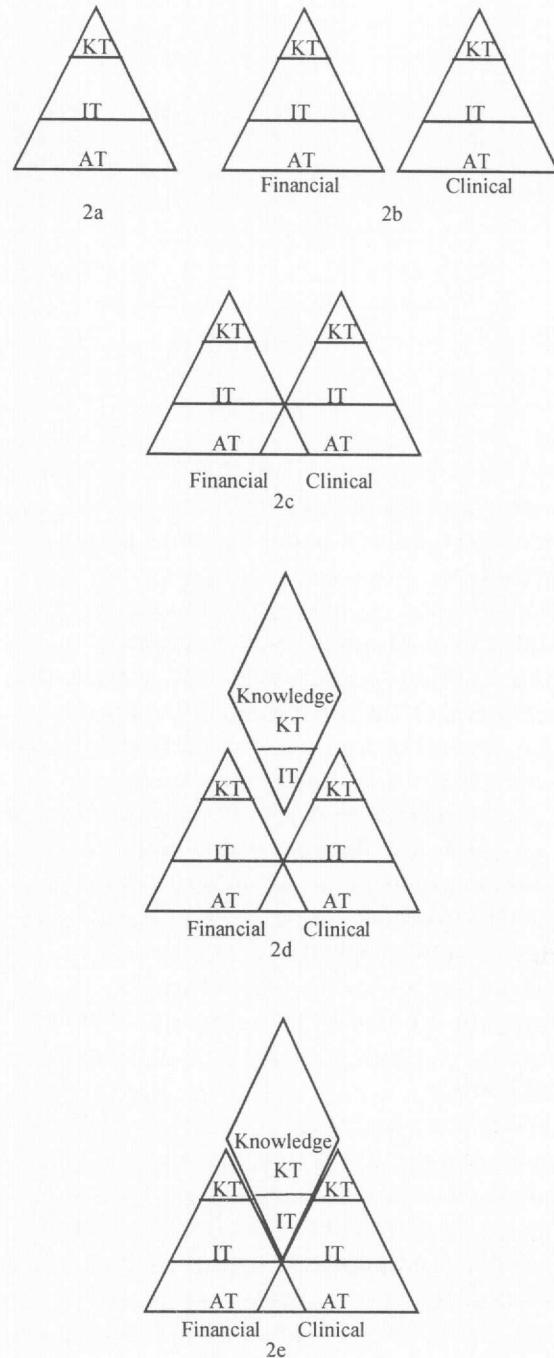 KT
IT
AT
2a
KT KT
IT IT
AT AT
Financial Clinical
2b
KT KT
IT IT
AT AT
Financial Clinical
2c
Knowledge
KT
IT
KT KT
IT IT
AT AT
Financial Clinical
2d
Knowledge
KT
KT KT
IT
IT IT
AT AT
Financial Clinical
2e